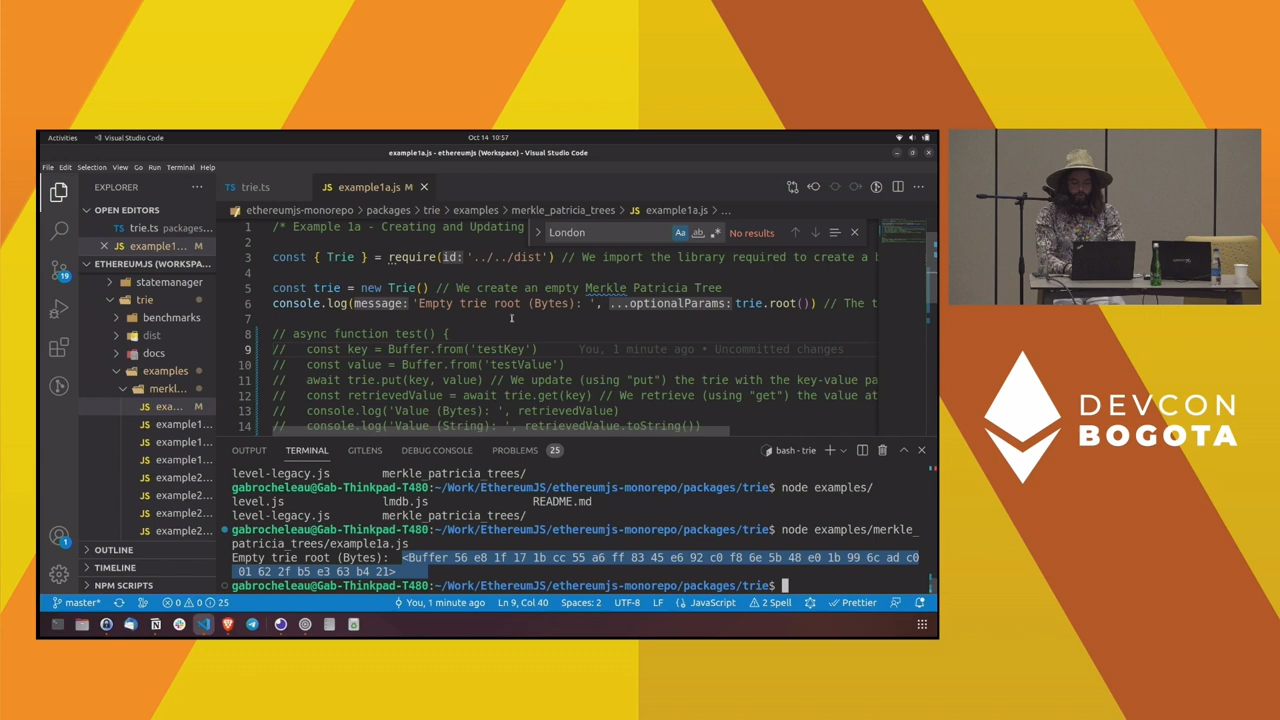 Activities
Visual Studio Code
Oct 14 10:57
example1a.js - ethereumjs (Workspace) - Visual Studio Code
File Edit Selection View Go Run Terminal Help
EXPLORER
OPEN EDITORS
trie.ts packages...
example1... M
ETHEREUMJS (WORKSPA...
statemanager
trie
benchmarks
dist
docs
examples
merkl...
exa... M
example1...
example1...
example1...
example2...
example2...
example2...
example2...
OUTLINE
TIMELINE
NPM SCRIPTS
19
1
trie.ts
JS example1a.js M
ethereumjs-monorepo > packages > trie > examples > merkle_patricia_trees > JS example1a.js > ...
London
Aa
ab
No results
1 /* Example 1a - Creating and Updating
2
3 const { Trie } = require(id:'../../dist') // We import the library required to create a b
4
5 const trie = new Trie() // We create an empty Merkle Patricia Tree
6 console.log(message:'Empty trie root (Bytes): ', ...optionalParams:trie.root()) // The t
7
8 // async function test() {
9 //   const key = Buffer.from('testKey') You, 1 minute ago • Uncommitted changes
10 //   const value = Buffer.from('testValue')
11 //   await trie.put(key, value) // We update (using "put") the trie with the key-value pa
12 //   const retrievedValue = await trie.get(key) // We retrieve (using "get") the value at
13 //   console.log('Value (Bytes): ', retrievedValue)
14 //   console.log('Value (String): ', retrievedValue.toString())
OUTPUT TERMINAL GITLENS DEBUG CONSOLE PROBLEMS 25
bash - trie
level-legacy.js merkle_patricia_trees/
gabrocheleau@Gab-Thinkpad-T480:~/Work/EthereumJS/ethereumjs-monorepo/packages/trie$ node examples/
level.js lmdb.js README.md
level-legacy.js merkle_patricia_trees/
gabrocheleau@Gab-Thinkpad-T480:~/Work/EthereumJS/ethereumjs-monorepo/packages/trie$ node examples/merkle_
patricia_trees/example1a.js
Empty trie root (Bytes): <Buffer 56 e8 1f 17 1b cc 55 a6 ff 83 45 e6 92 c0 f8 6e 5b 48 e0 1b 99 6c ad c0
01 62 2f b5 e3 63 b4 21>
gabrocheleau@Gab-Thinkpad-T480:~/Work/EthereumJS/ethereumjs-monorepo/packages/trie$
master*
0 0 25
You, 1 minute ago
Ln 9, Col 40
Spaces: 2
UTF-8
LF
JavaScript
2 Spell
Prettier
DEVCON
BOGOTA